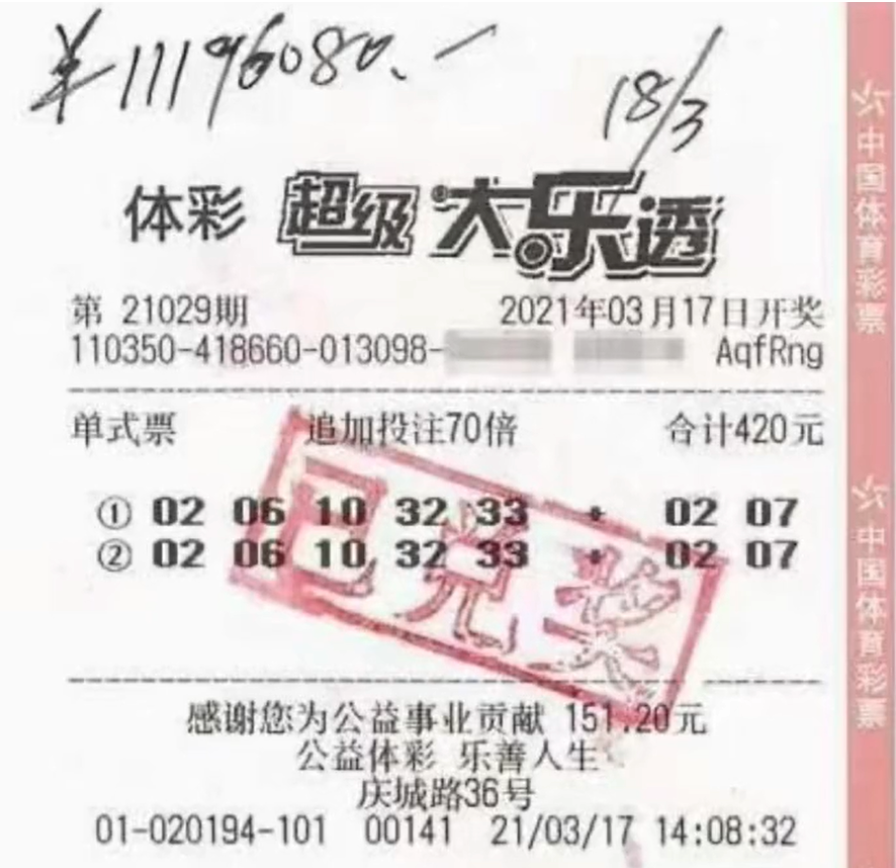 ¥11196080.-
18/3
体彩 超级大乐透
第 21029期 2021年03月17日开奖
110350-418660-013098- AqfRng
单式票 追加投注70倍 合计420元
① 02 06 10 32 33 + 02 07
② 02 06 10 32 33 + 02 07
已兑奖
感谢您为公益事业贡献 151.20元
公益体彩 乐善人生
庆城路36号
01-020194-101 00141 21/03/17 14:08:32
中国体育彩票
中国体育彩票